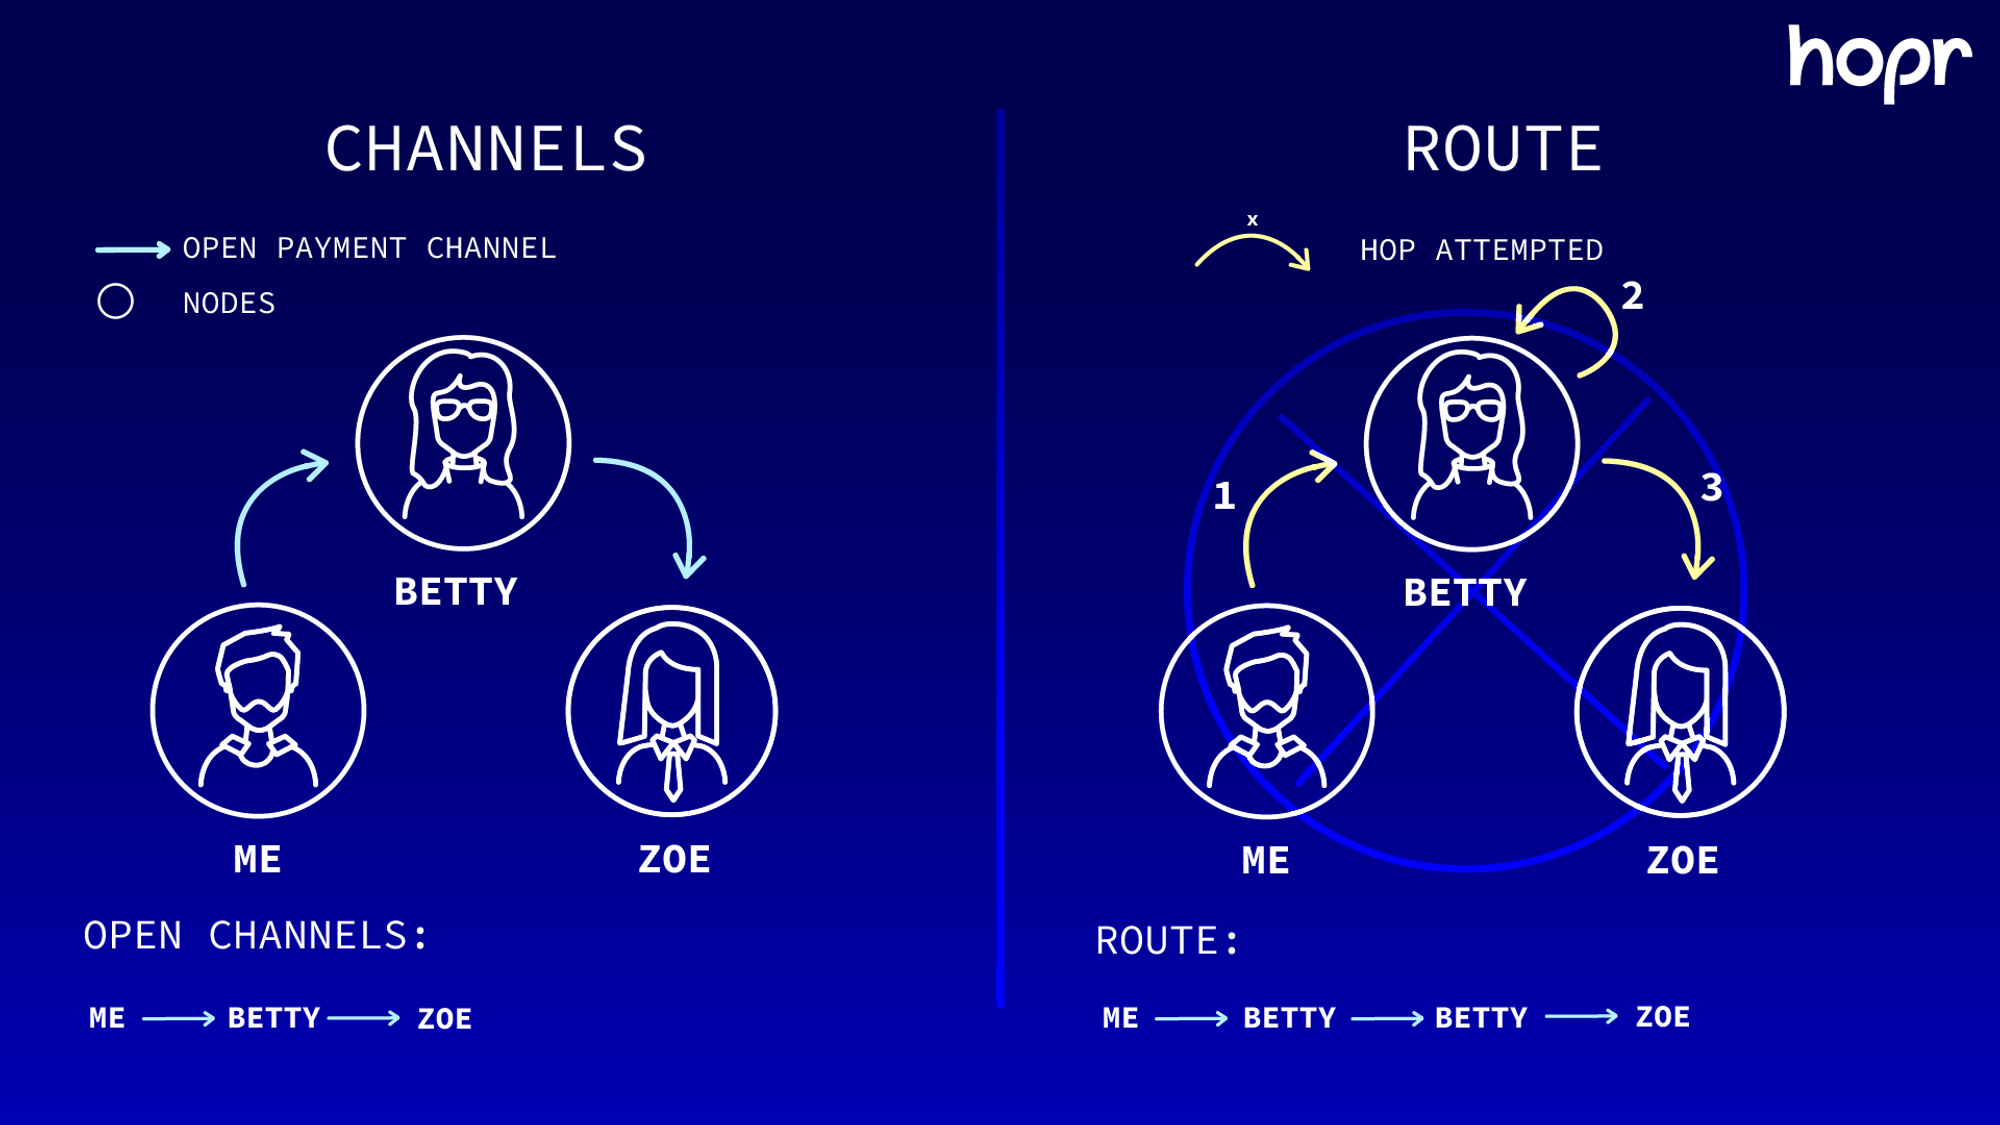 hopr
CHANNELS
OPEN PAYMENT CHANNEL
NODES
BETTY
ME
ZOE
OPEN CHANNELS:
ME BETTY ZOE
ROUTE
x
HOP ATTEMPTED
2
1
3
BETTY
ME
ZOE
ROUTE:
ME BETTY BETTY ZOE